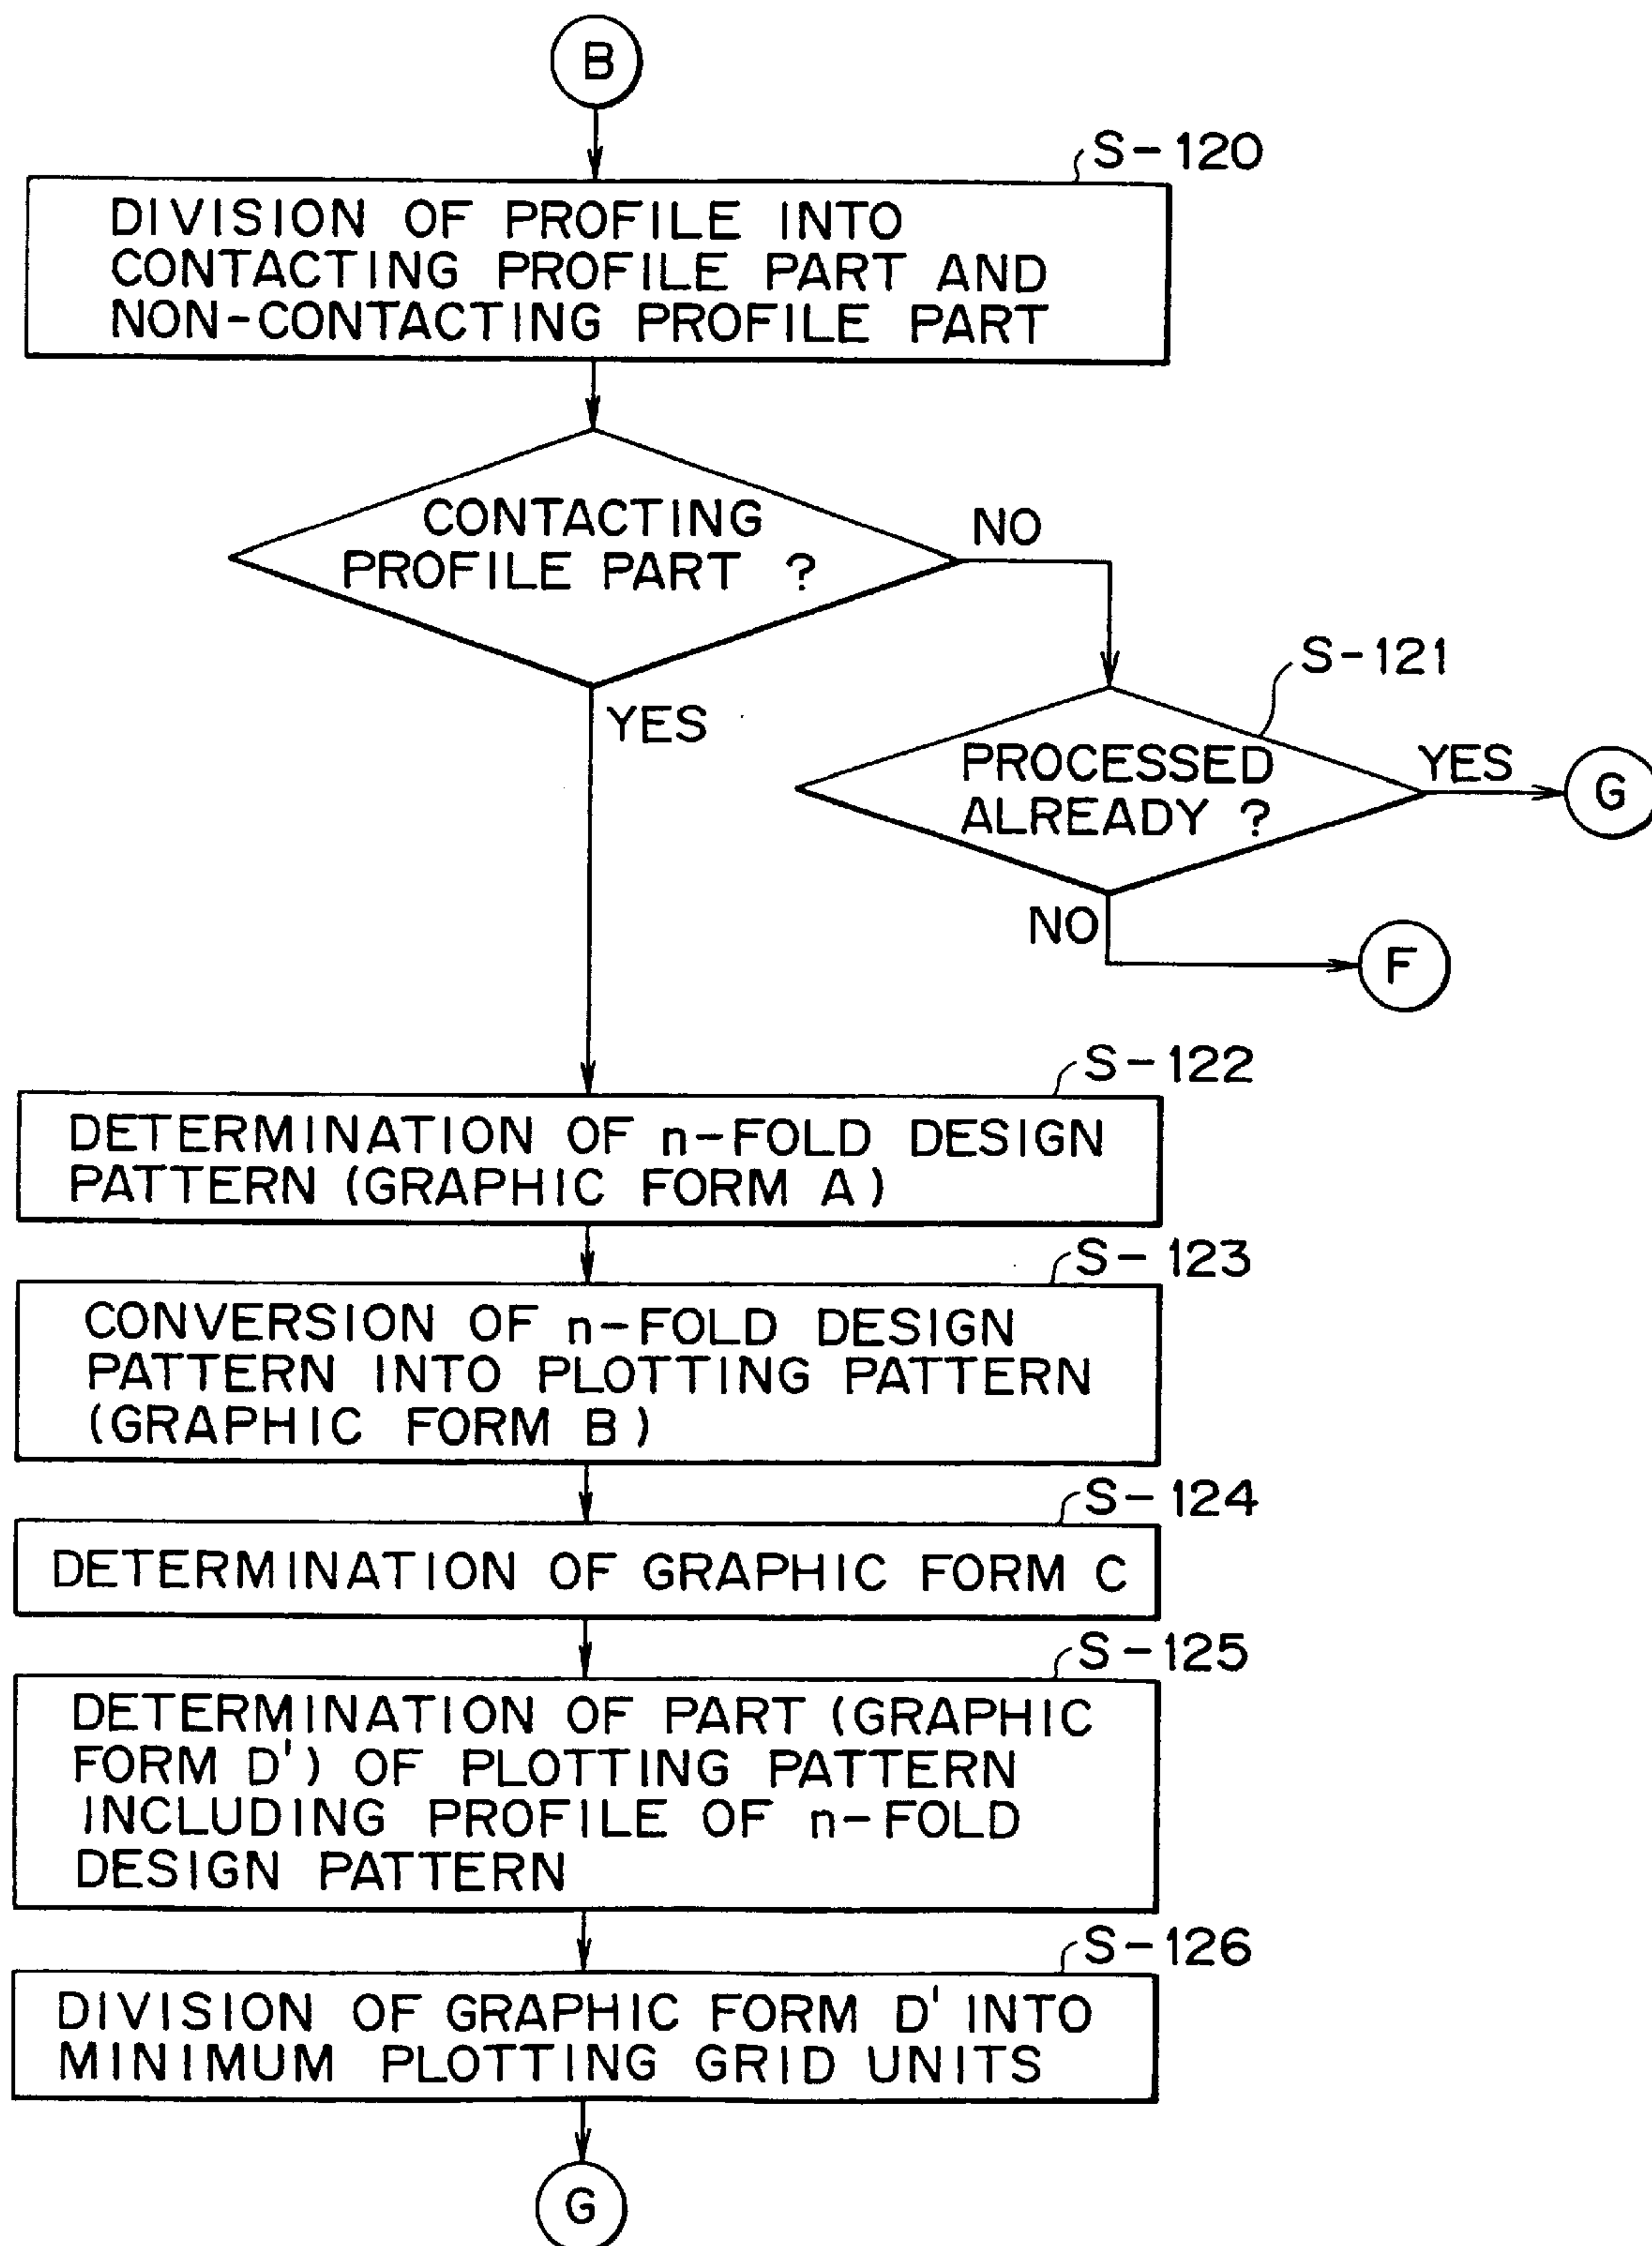 B
S-120
DIVISION OF PROFILE INTO
CONTACTING PROFILE PART AND
NON-CONTACTING PROFILE PART
CONTACTING
PROFILE PART ?
NO
YES
S-121
PROCESSED
ALREADY ?
YES
G
NO
F
S-122
DETERMINATION OF n-FOLD DESIGN
PATTERN (GRAPHIC FORM A)
S-123
CONVERSION OF n-FOLD DESIGN
PATTERN INTO PLOTTING PATTERN
(GRAPHIC FORM B)
S-124
DETERMINATION OF GRAPHIC FORM C
S-125
DETERMINATION OF PART (GRAPHIC
FORM D') OF PLOTTING PATTERN
INCLUDING PROFILE OF n-FOLD
DESIGN PATTERN
S-126
DIVISION OF GRAPHIC FORM D' INTO
MINIMUM PLOTTING GRID UNITS
G